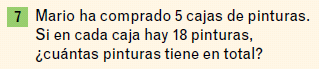 7 Mario ha comprado 5 cajas de pinturas.
Si en cada caja hay 18 pinturas,
¿cuántas pinturas tiene en total?